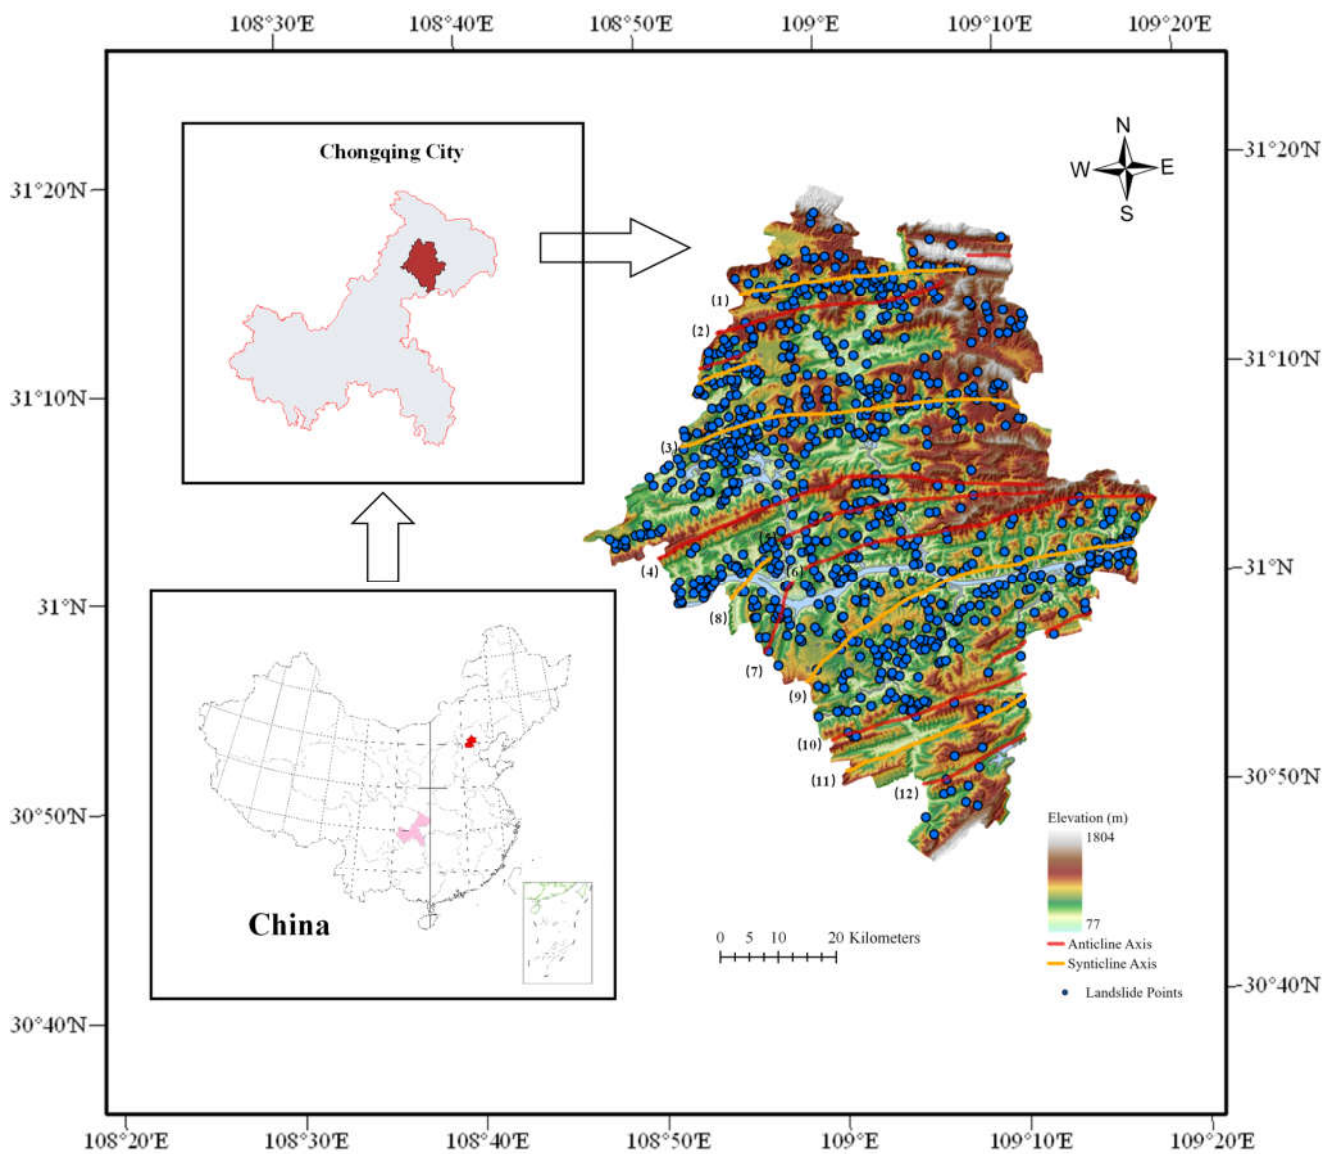 108°30′E 108°40′E 108°50′E 109°E 109°10′E 109°20′E
Chongqing City
N
W E
S
31°20′N
31°10′N
31°N
30°50′N
30°40′N
31°20′N
31°10′N
31°N
30°50′N
30°40′N
(1)
(2)
(3)
(4)
(5)
(6)
(8)
(7)
(9)
(10)
(11)
(12)
China
Elevation (m)
1804
77
Anticline Axis
Syncticline Axis
Landslide Points
0 5 10 20 Kilometers
108°20′E 108°30′E 108°40′E 108°50′E 109°E 109°10′E 109°20′E